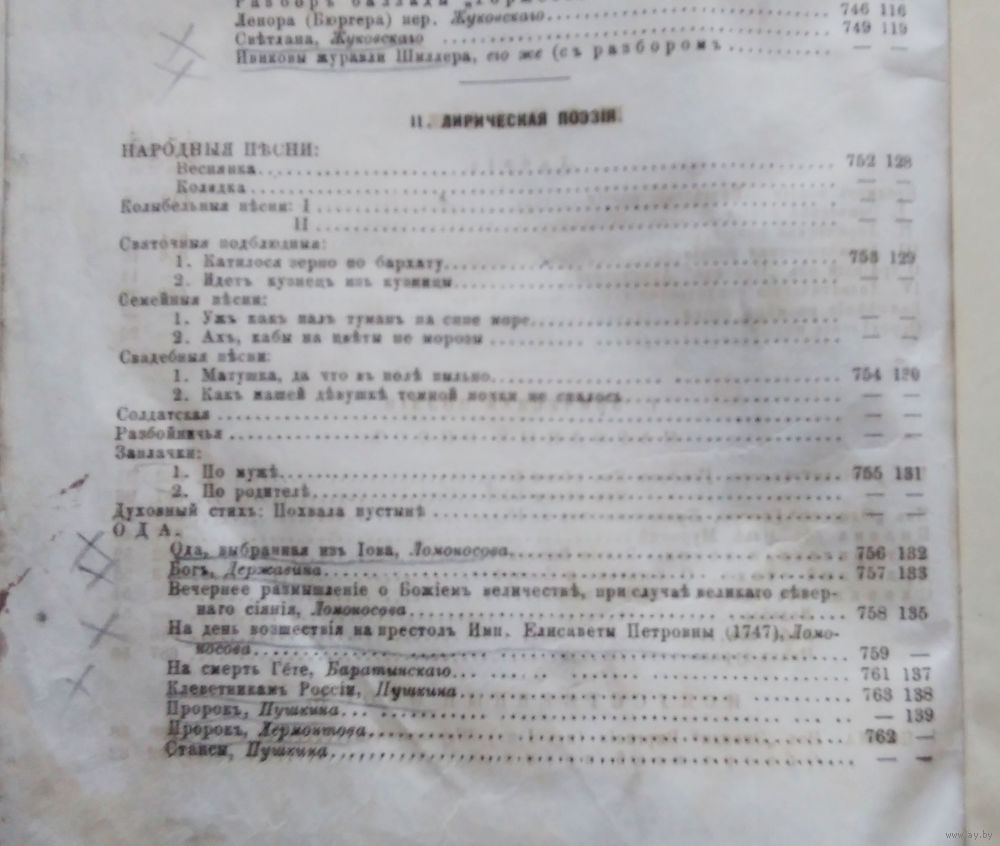 Разборъ баллады
Ленора (Бюргера) пер. Жуковскаго 746 116
Свѣтлана, Жуковскаго 749 119
Ивиковы журавли Шиллера, его же (съ разборомъ — —
II. ЛИРИЧЕСКАЯ ПОЭЗІЯ.
НАРОДНЫЯ ПѢСНИ:
Веснянка 752 128
Колядка — —
Колыбельныя пѣсни: I — —
II — —
Святочныя подблюдныя:
1. Катилося зерно по бархату 753 129
2. Идетъ кузнецъ изъ кузницы — —
Семейныя пѣсни:
1. Ужъ какъ палъ туманъ на сине море — —
2. Ахъ, кабы на цвѣты не морозы — —
Свадебныя пѣсни:
1. Матушка, да что въ полѣ пыльно 754 130
2. Какъ нашей дѣвушкѣ темной ночки не спалось — —
Солдатская — —
Разбойничья — —
Заплачки:
1. По мужѣ 755 131
2. По родителѣ — —
Духовный стихъ: Похвала пустынѣ — —
ОДА.
Ода, выбранная изъ Іова, Ломоносова 756 132
Богъ, Державина 757 133
Вечернее размышленіе о Божіемъ величествѣ, при случаѣ великаго сѣвер-
наго сіянія, Ломоносова 758 135
На день возшествія на престолъ Имп. Елисаветы Петровны (1747), Ломо-
носова 759 —
На смерть Гёте, Баратынскаго 761 137
Клеветникамъ Россіи, Пушкина 763 138
Пророкъ, Пушкина — 139
Пророкъ, Лермонтова 762 —
Стансы, Пушкина — —
www.ay.by